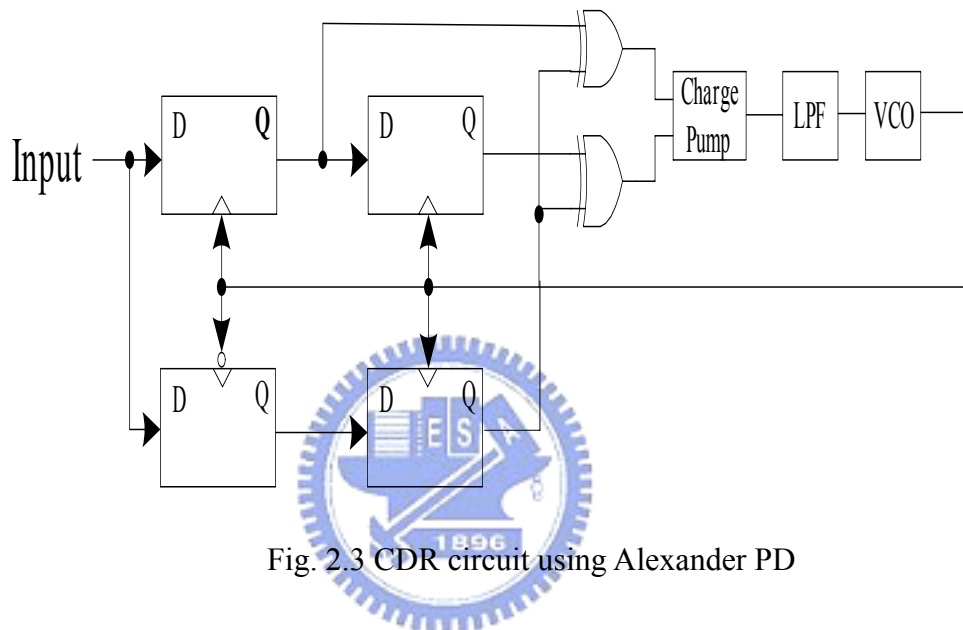 D Q
D Q
Input
Charge
Pump
LPF
VCO
D Q
D Q
E S
A
1896
Fig. 2.3 CDR circuit using Alexander PD